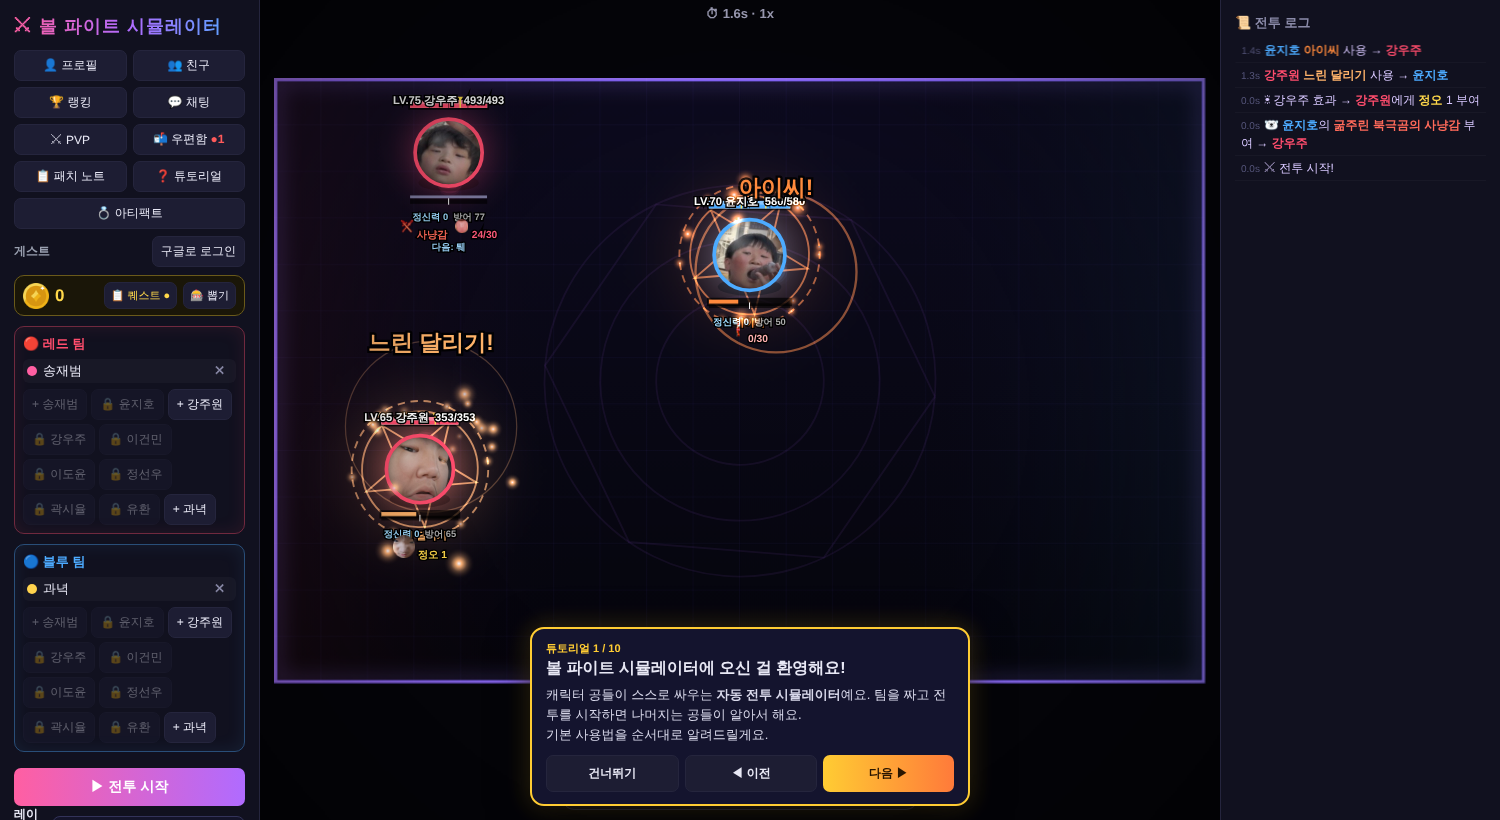 ⚔ 볼 파이트 시뮬레이터
👤 프로필
👥 친구
🏆 랭킹
💬 채팅
⚔ PVP
📬 우편함 ●1
📋 패치 노트
❓ 튜토리얼
💍 아티팩트
게스트
구글로 로그인
0
📋 퀘스트 ●
🎰 뽑기
🔴 레드 팀
송재범 ✕
+ 송재범 🔒 윤지호 + 강주원
🔒 강우주 🔒 이건민
🔒 이도윤 🔒 정선우
🔒 곽시율 🔒 유환 + 과녁
🔵 블루 팀
과녁 ✕
+ 송재범 🔒 윤지호 + 강주원
🔒 강우주 🔒 이건민
🔒 이도윤 🔒 정선우
🔒 곽시율 🔒 유환 + 과녁
▶ 전투 시작
레이
⏱ 1.6s · 1x
LV.75 강우주 493/493
정신력 0 방어 77
사냥감 24/30
다음: 퉤
아이씨!
LV.70 윤지호 580/580
정신력 0 방어 50
0/30
느린 달리기!
LV.65 강주원 353/353
정신력 0 방어 65
정오 1
튜토리얼 1 / 10
볼 파이트 시뮬레이터에 오신 걸 환영해요!
캐릭터 공들이 스스로 싸우는 자동 전투 시뮬레이터예요. 팀을 짜고 전
투를 시작하면 나머지는 공들이 알아서 해요.
기본 사용법을 순서대로 알려드릴게요.
건너뛰기
◀ 이전
다음 ▶
📜 전투 로그
1.4s 윤지호 아이씨 사용 → 강우주
1.3s 강주원 느린 달리기 사용 → 윤지호
0.0s ☀ 강우주 효과 → 강주원에게 정오 1 부여
0.0s 🐻‍❄️ 윤지호의 굶주린 북극곰의 사냥감 부
여 → 강우주
0.0s ⚔ 전투 시작!